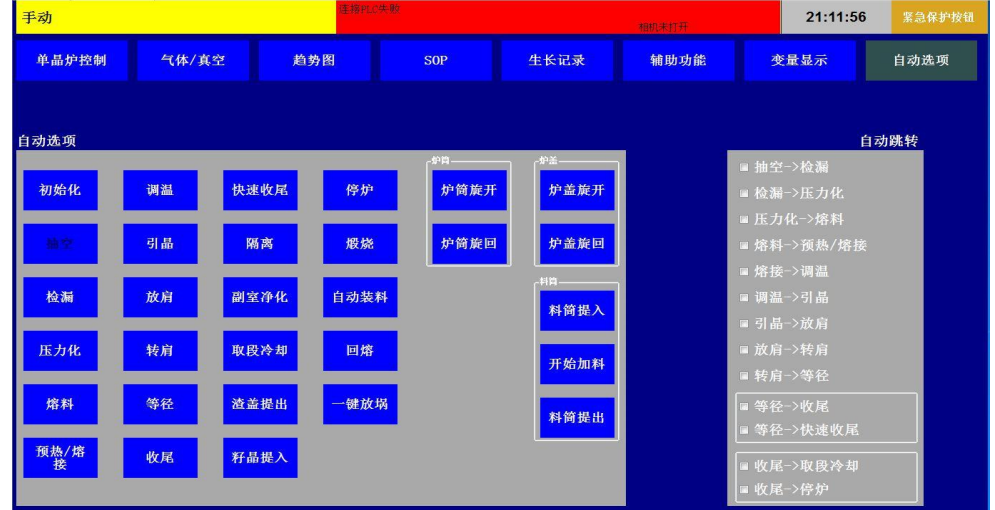 手动
连接PLC失败
相机未打开
21:11:56
紧急保护按钮
单晶炉控制
气体/真空
趋势图
SOP
生长记录
辅助功能
变量显示
自动选项
自动选项
自动跳转
初始化
调温
快速收尾
停炉
抽空
引晶
隔离
煅烧
检漏
放肩
副室净化
自动装料
压力化
转肩
取段冷却
回熔
熔料
等径
渣盖提出
一键放埚
预热/熔
接
收尾
籽晶提入
炉筒
炉筒旋开
炉筒旋回
炉盖
炉盖旋开
炉盖旋回
料筒
料筒提入
开始加料
料筒提出
抽空->检漏
检漏->压力化
压力化->熔料
熔料->预热/熔接
熔接->调温
调温->引晶
引晶->放肩
放肩->转肩
转肩->等径
等径->收尾
等径->快速收尾
收尾->取段冷却
收尾->停炉